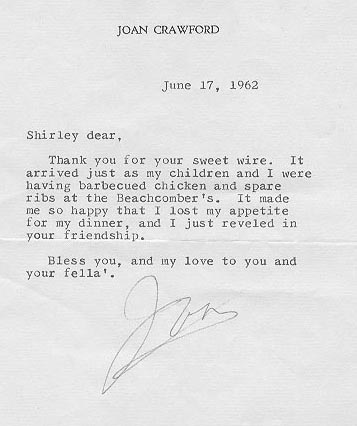 JOAN CRAWFORD
June 17, 1962
Shirley dear,
Thank you for your sweet wire. It
arrived just as my children and I were
having barbecued chicken and spare
ribs at the Beachcomber's. It made
me so happy that I lost my appetite
for my dinner, and I just reveled in
your friendship.
Bless you, and my love to you and
your fella'.
Joan